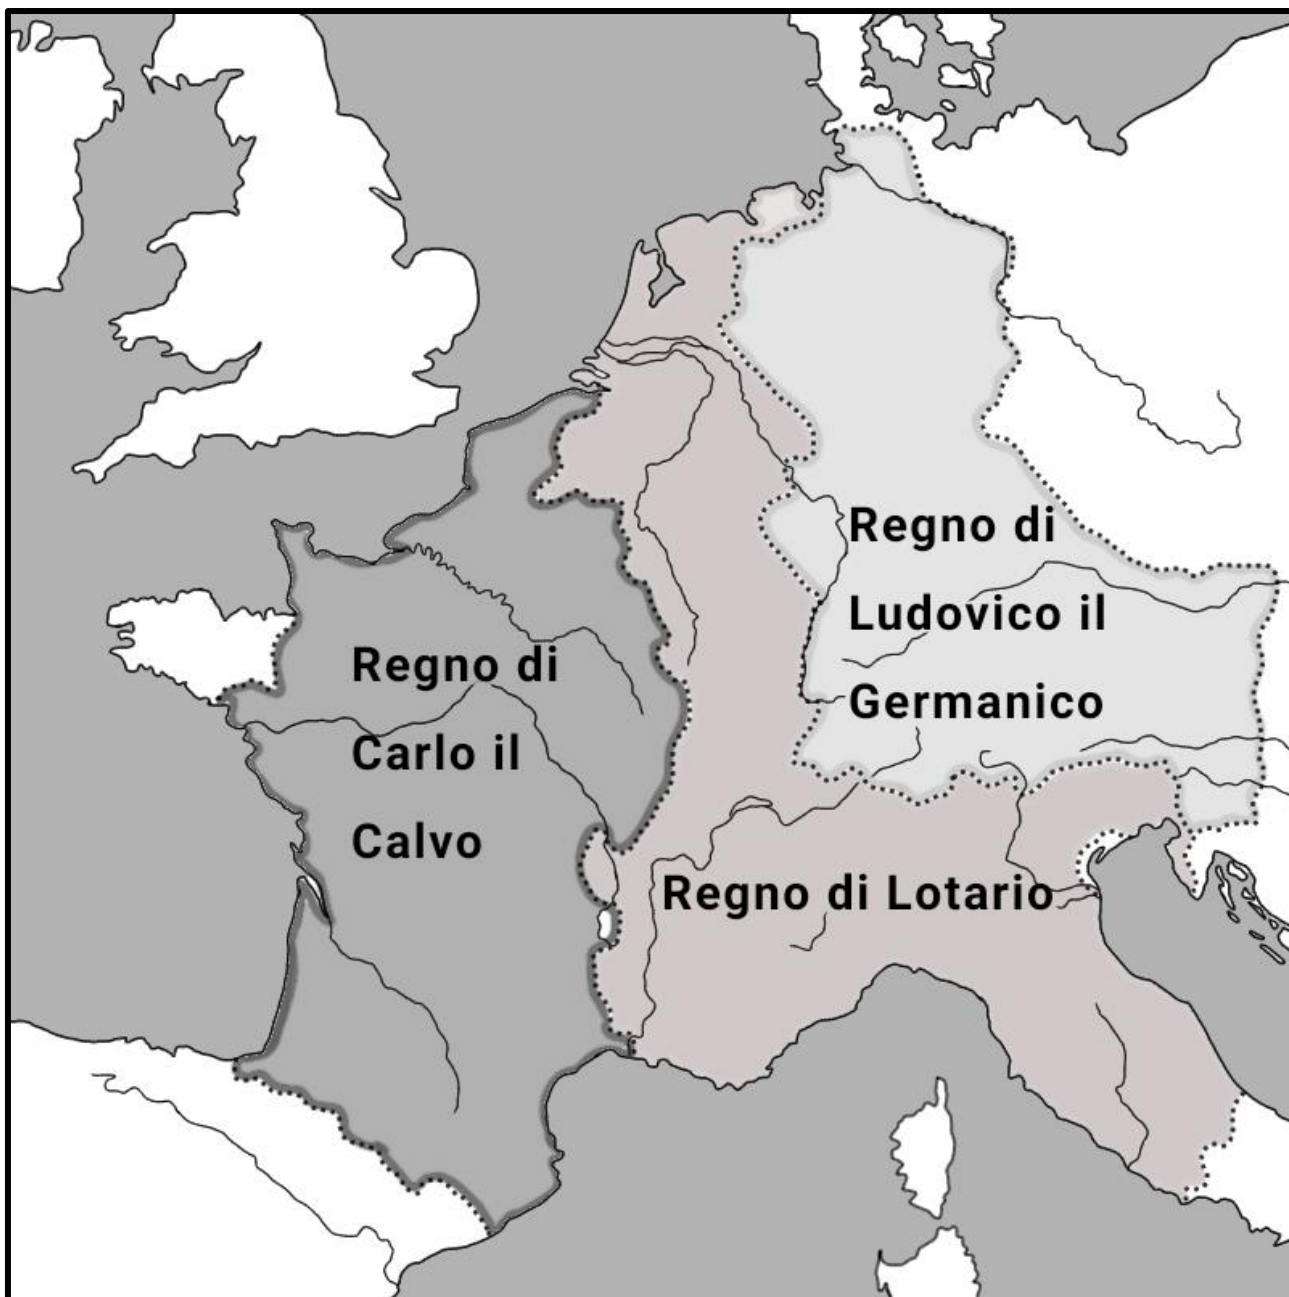 Regno di
Carlo il
Calvo
Regno di
Ludovico il
Germanico
Regno di Lotario